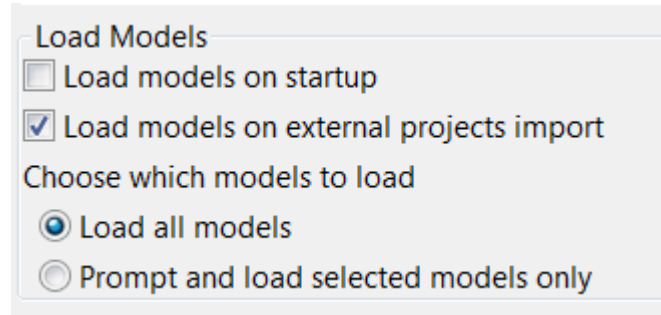 Load Models
Load models on startup
Load models on external projects import
Choose which models to load
Load all models
Prompt and load selected models only